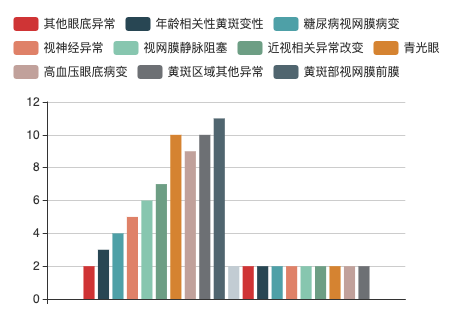 其他眼底异常 年龄相关性黄斑变性 糖尿病视网膜病变
视神经异常 视网膜静脉阻塞 近视相关异常改变 青光眼
高血压眼底病变 黄斑区域其他异常 黄斑部视网膜前膜
12
10
8
6
4
2
0